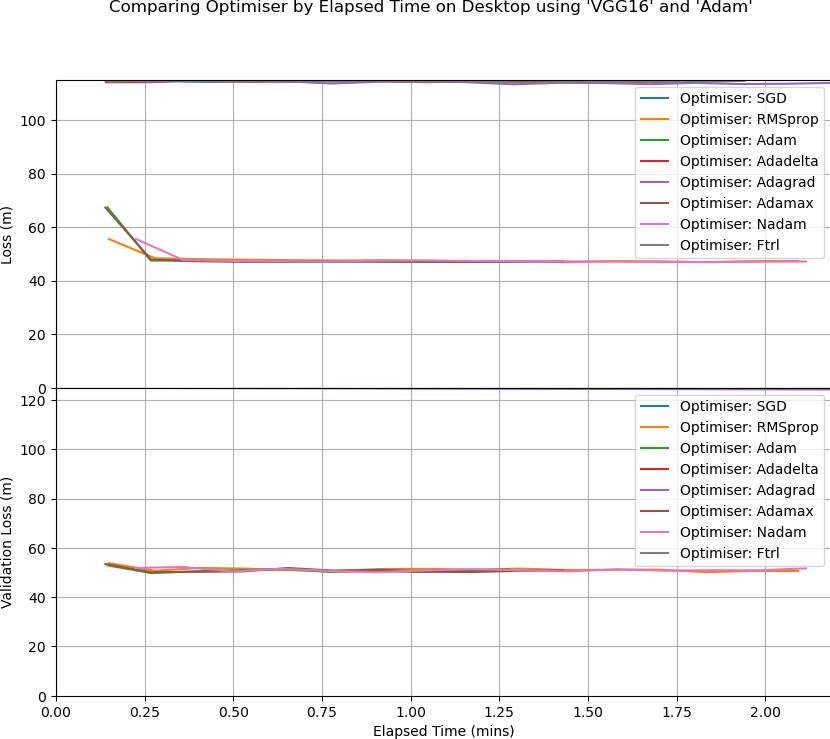 Comparing Optimiser by Elapsed Time on Desktop using 'VGG16' and 'Adam'
Loss (m)
100
80
60
40
20
0
Optimiser: SGD
Optimiser: RMSprop
Optimiser: Adam
Optimiser: Adadelta
Optimiser: Adagrad
Optimiser: Adamax
Optimiser: Nadam
Optimiser: Ftrl
Validation Loss (m)
120
100
80
60
40
20
0
Optimiser: SGD
Optimiser: RMSprop
Optimiser: Adam
Optimiser: Adadelta
Optimiser: Adagrad
Optimiser: Adamax
Optimiser: Nadam
Optimiser: Ftrl
0.00 0.25 0.50 0.75 1.00 1.25 1.50 1.75 2.00
Elapsed Time (mins)